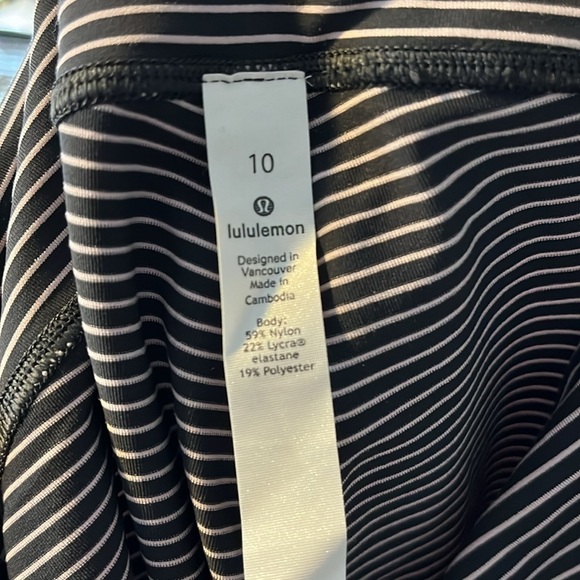 10
lululemon
Designed in
Vancouver
Made in
Cambodia
Body:
59% Nylon
22% Lycra®
elastane
19% Polyester